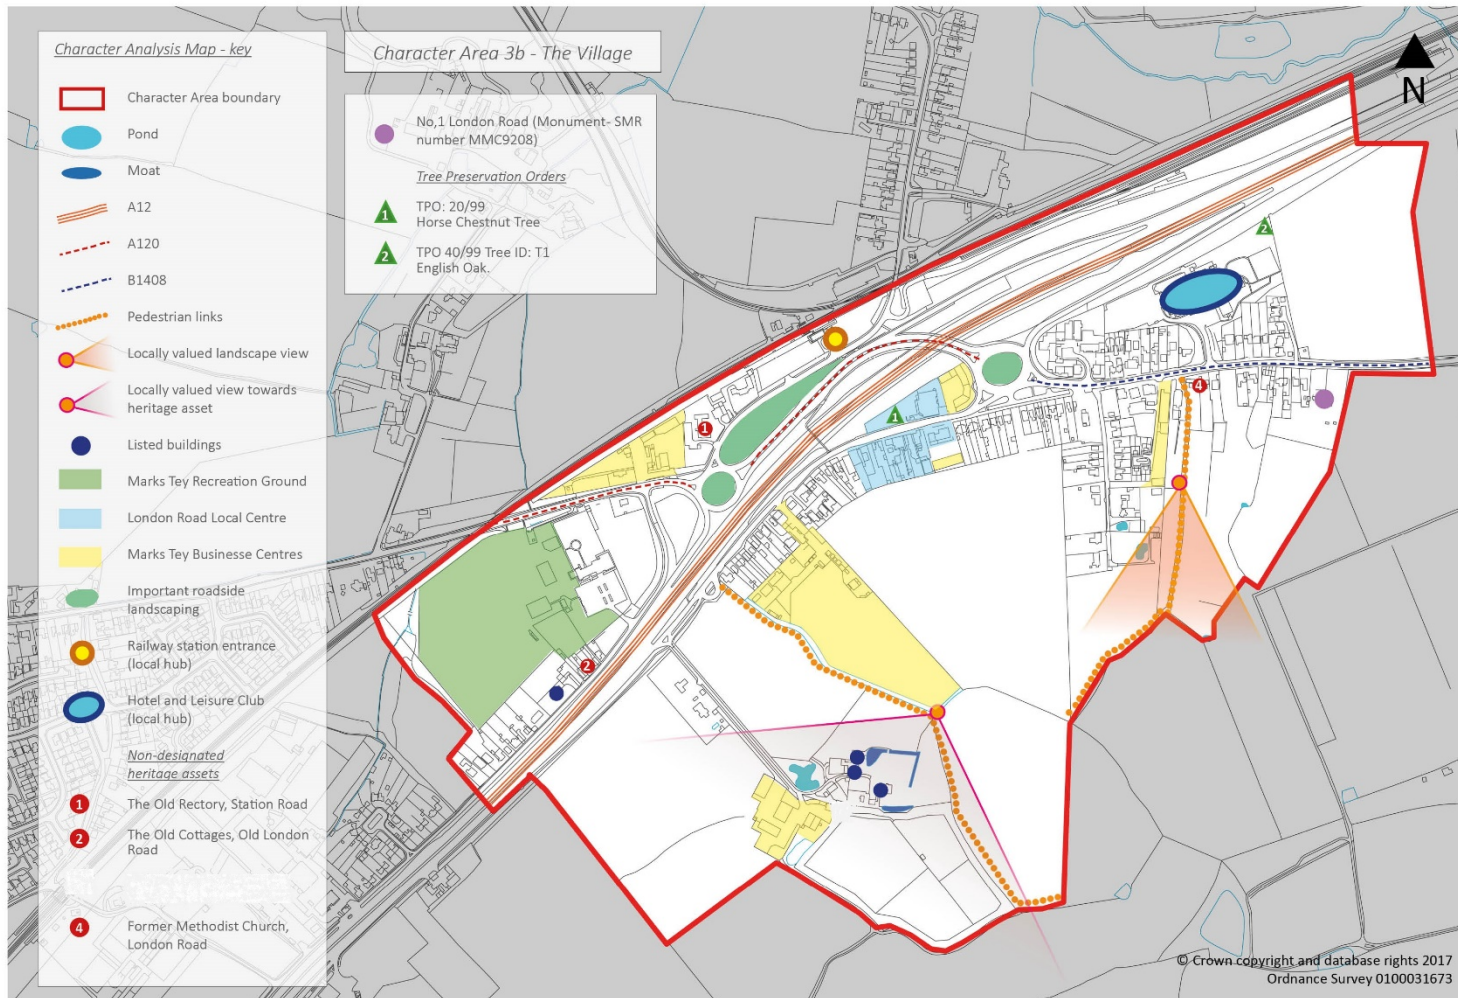 Character Analysis Map - key
Character Area boundary
Pond
Moat
A12
A120
B1408
Pedestrian links
Locally valued landscape view
Locally valued view towards
heritage asset
Listed buildings
Marks Tey Recreation Ground
London Road Local Centre
Marks Tey Businesse Centres
Important roadside
landscaping
Railway station entrance
(local hub)
Hotel and Leisure Club
(local hub)
Non-designated
heritage assets
1 The Old Rectory, Station Road
2 The Old Cottages, Old London
Road
4 Former Methodist Church,
London Road
Character Area 3b - The Village
No,1 London Road (Monument- SMR
number MMC9208)
Tree Preservation Orders
1 TPO: 20/99
Horse Chestnut Tree
2 TPO 40/99 Tree ID: T1
English Oak.
N
2
4
1
1
2
© Crown copyright and database rights 2017
Ordnance Survey 0100031673